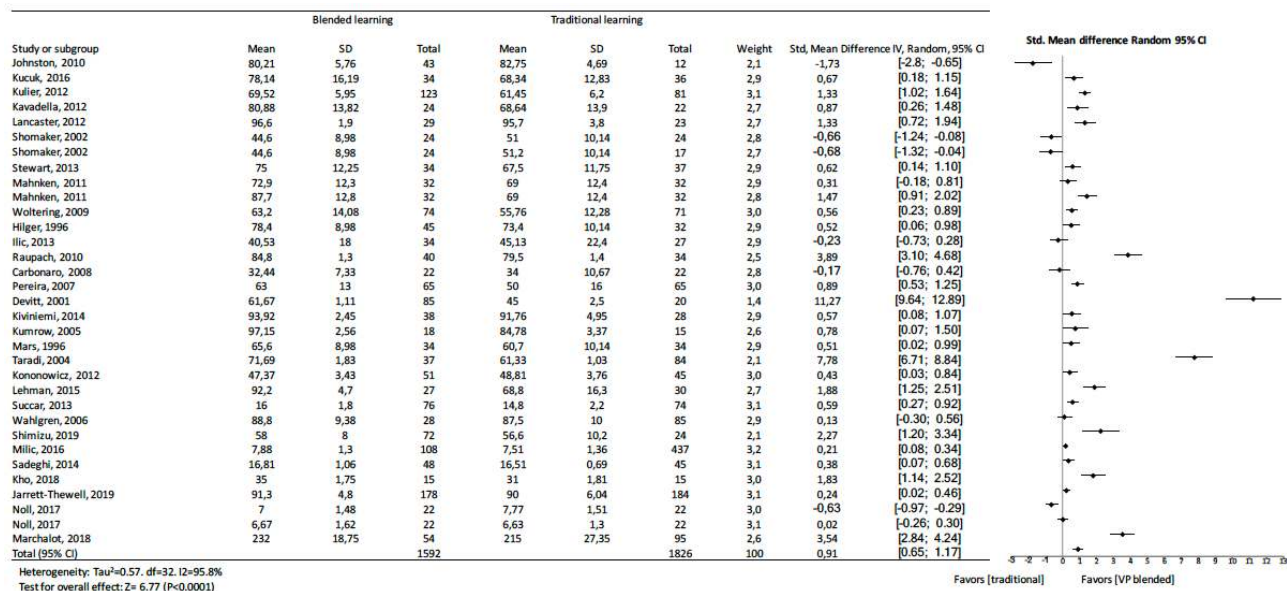 Blended learning Traditional learning
Std. Mean difference Random 95% CI
Study or subgroup Mean SD Total Mean SD Total Weight Std, Mean Difference IV, Random, 95% CI
Johnston, 2010 80,21 5,76 43 82,75 4,69 12 2,1 -1,73 [-2.8; -0.65]
Kucuk, 2016 78,14 16,19 34 68,34 12,83 36 2,9 0,67 [0.18; 1.15]
Kulier, 2012 69,52 5,95 123 61,45 6,2 81 3,1 1,33 [1.02; 1.64]
Kavadella, 2012 80,88 13,82 24 68,64 13,9 22 2,7 0,87 [0.26; 1.48]
Lancaster, 2012 96,6 1,9 29 95,7 3,8 23 2,7 1,33 [0.72; 1.94]
Shomaker, 2002 44,6 8,98 24 51 10,14 24 2,8 -0,66 [-1.24; -0.08]
Shomaker, 2002 44,6 8,98 24 51,2 10,14 17 2,7 -0,68 [-1.32; -0.04]
Stewart, 2013 75 12,25 34 67,5 11,75 37 2,9 0,62 [0.14; 1.10]
Mahnken, 2011 72,9 12,3 32 69 12,4 32 2,9 0,31 [-0.18; 0.81]
Mahnken, 2011 87,7 12,8 32 69 12,4 32 2,8 1,47 [0.91; 2.02]
Woltering, 2009 63,2 14,08 74 55,76 12,28 71 3,0 0,56 [0.23; 0.89]
Hilger, 1996 78,4 8,98 45 73,4 10,14 32 2,9 0,52 [0.06; 0.98]
Ilic, 2013 40,53 18 34 45,13 22,4 27 2,9 -0,23 [-0.73; 0.28]
Raupach, 2010 84,8 1,3 40 79,5 1,4 34 2,5 3,89 [3.10; 4.68]
Carbonaro, 2008 32,44 7,33 22 34 10,67 22 2,8 -0,17 [-0.76; 0.42]
Pereira, 2007 63 13 65 50 16 65 3,0 0,89 [0.53; 1.25]
Devitt, 2001 61,67 1,11 85 45 2,5 20 1,4 11,27 [9.64; 12.89]
Kiviniemi, 2014 93,92 2,45 38 91,76 4,95 28 2,9 0,57 [0.08; 1.07]
Kumrow, 2005 97,15 2,56 18 84,78 3,37 15 2,6 0,78 [0.07; 1.50]
Mars, 1996 65,6 8,98 34 60,7 10,14 34 2,9 0,51 [0.02; 0.99]
Taradi, 2004 71,69 1,83 37 61,33 1,03 84 2,1 7,78 [6.71; 8.84]
Kononowicz, 2012 47,37 3,43 51 48,81 3,76 45 3,0 0,43 [0.03; 0.84]
Lehman, 2015 92,2 4,7 27 68,8 16,3 30 2,7 1,88 [1.25; 2.51]
Succar, 2013 16 1,8 76 14,8 2,2 74 3,1 0,59 [0.27; 0.92]
Wahlgren, 2006 88,8 9,38 28 87,5 10 85 2,9 0,13 [-0.30; 0.56]
Shimizu, 2019 58 8 72 56,6 10,2 24 2,1 2,27 [1.20; 3.34]
Milic, 2016 7,88 1,3 108 7,51 1,36 437 3,2 0,21 [0.08; 0.34]
Sadeghi, 2014 16,81 1,06 48 16,51 0,69 45 3,1 0,38 [0.07; 0.68]
Kho, 2018 35 1,75 15 31 1,81 15 3,0 1,83 [1.14; 2.52]
Jarrett-Thewell, 2019 91,3 4,8 178 90 6,04 184 3,1 0,24 [0.02; 0.46]
Noll, 2017 7 1,48 22 7,77 1,51 22 3,0 -0,63 [-0.97; -0.29]
Noll, 2017 6,67 1,62 22 6,63 1,3 22 3,1 0,02 [-0.26; 0.30]
Marchalot, 2018 232 18,75 54 215 27,35 95 2,6 3,54 [2.84; 4.24]
Total (95% CI) 1592 1826 100 0,91 [0.65; 1.17]
-3 -2 -1 0 1 2 3 4 5 6 7 8 9 10 11 12 13
Heterogeneity: Tau²=0.57. df=32. I2=95.8%
Favors [traditional] Favors [VP blended]
Test for overall effect: Z= 6.77 (P<0.0001)